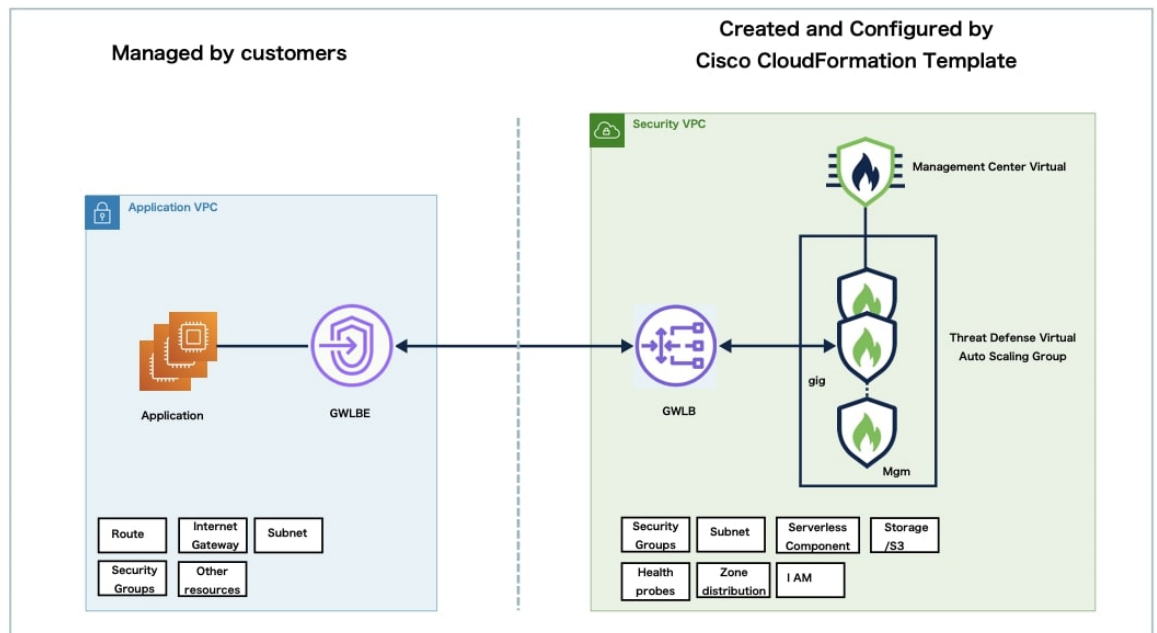 Managed by customers
Created and Configured by
Cisco CloudFormation Template
Application VPC
Application
GWLBE
Route
Internet
Gateway
Subnet
Security
Groups
Other
resources
Security VPC
Management Center Virtual
Threat Defense Virtual
Auto Scaling Group
gig
GWLB
Mgm
Security
Groups
Subnet
Serverless
Component
Storage
/S3
Health
probes
Zone
distribution
I AM